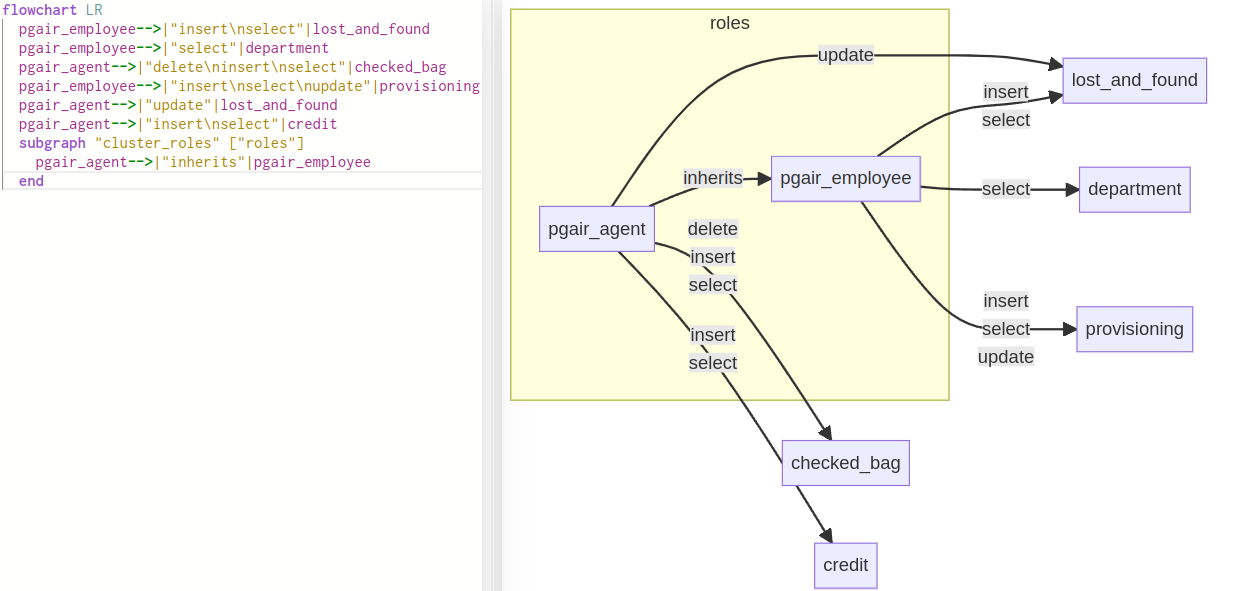 flowchart LR
pgair_employee-->|"insert\nselect"|lost_and_found
pgair_employee-->|"select"|department
pgair_agent-->|"delete\ninsert\nselect"|checked_bag
pgair_employee-->|"insert\nselect\nupdate"|provisioning
pgair_agent-->|"update"|lost_and_found
pgair_agent-->|"insert\nselect"|credit
subgraph "cluster_roles" ["roles"]
pgair_agent-->|"inherits"|pgair_employee
end
roles
update
lost_and_found
insert
select
inherits
pgair_employee
select
department
pgair_agent
delete
insert
select
insert
select
update
provisioning
insert
select
checked_bag
credit